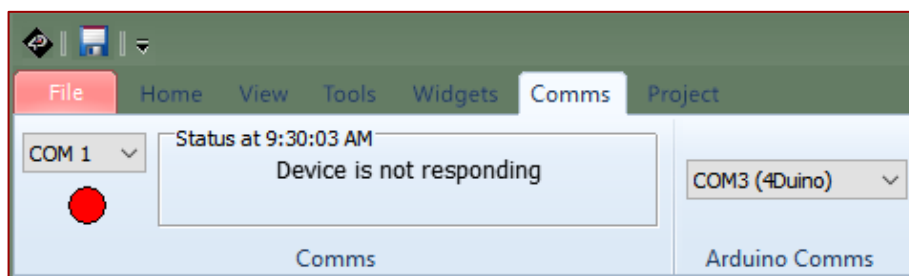 4D
File Home View Tools Widgets Comms Project
COM 1
Status at 9:30:03 AM
Device is not responding
COM3 (4Duino)
Comms
Arduino Comms